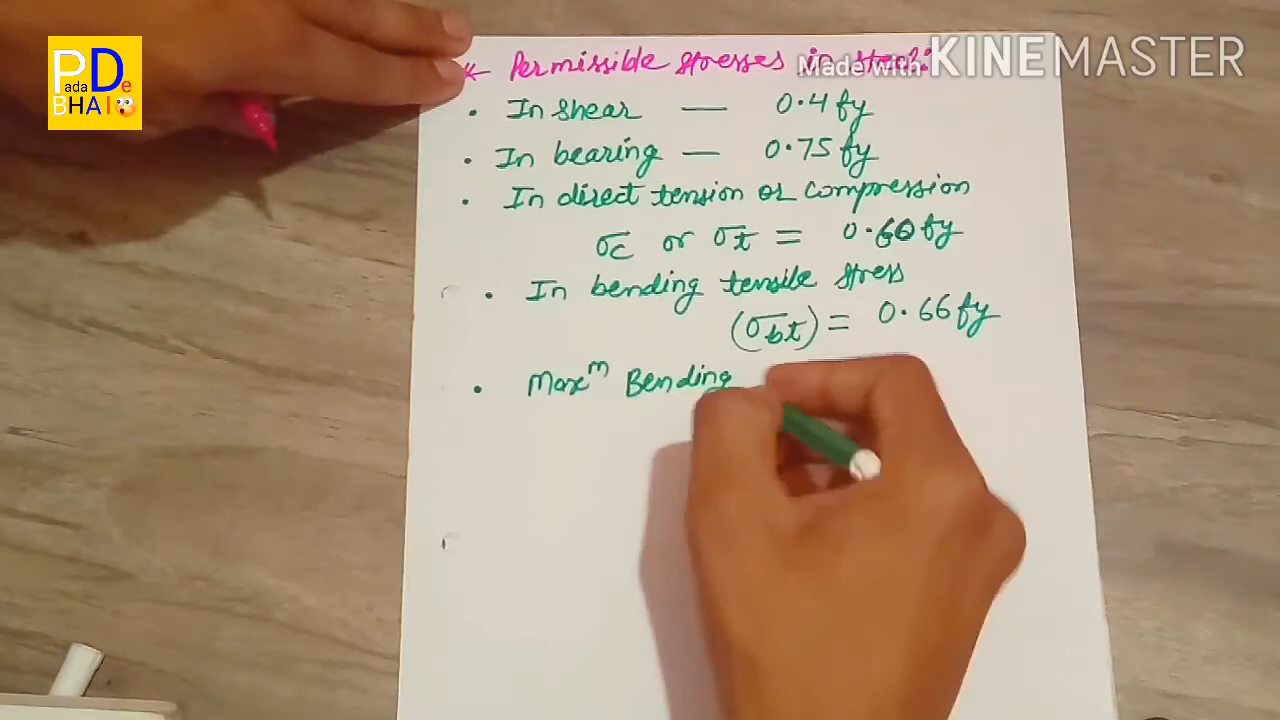 PadaDe
BHAI
Made with KINEMASTER
* Permissible stresses in steel:
• In shear — 0.4 fy
• In bearing — 0.75 fy
• In direct tension or compression
σc or σt = 0.60 fy
• In bending tensile stress
(σbt) = 0.66 fy
• Maxᵐ Bending